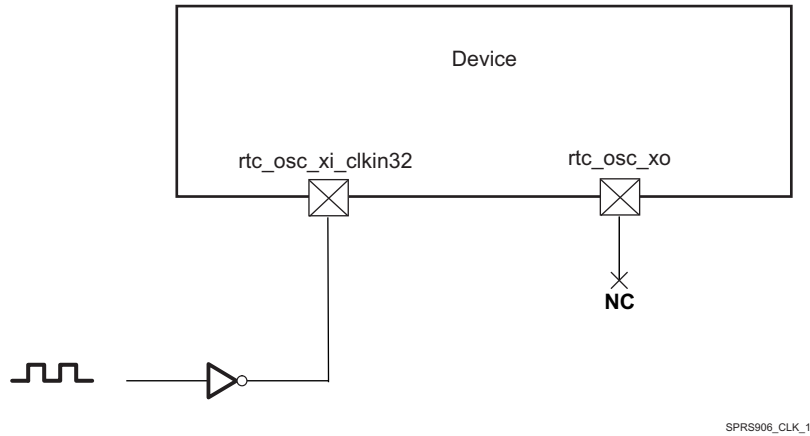 Device
rtc_osc_xi_clkin32
rtc_osc_xo
NC
SPRS906_CLK_1